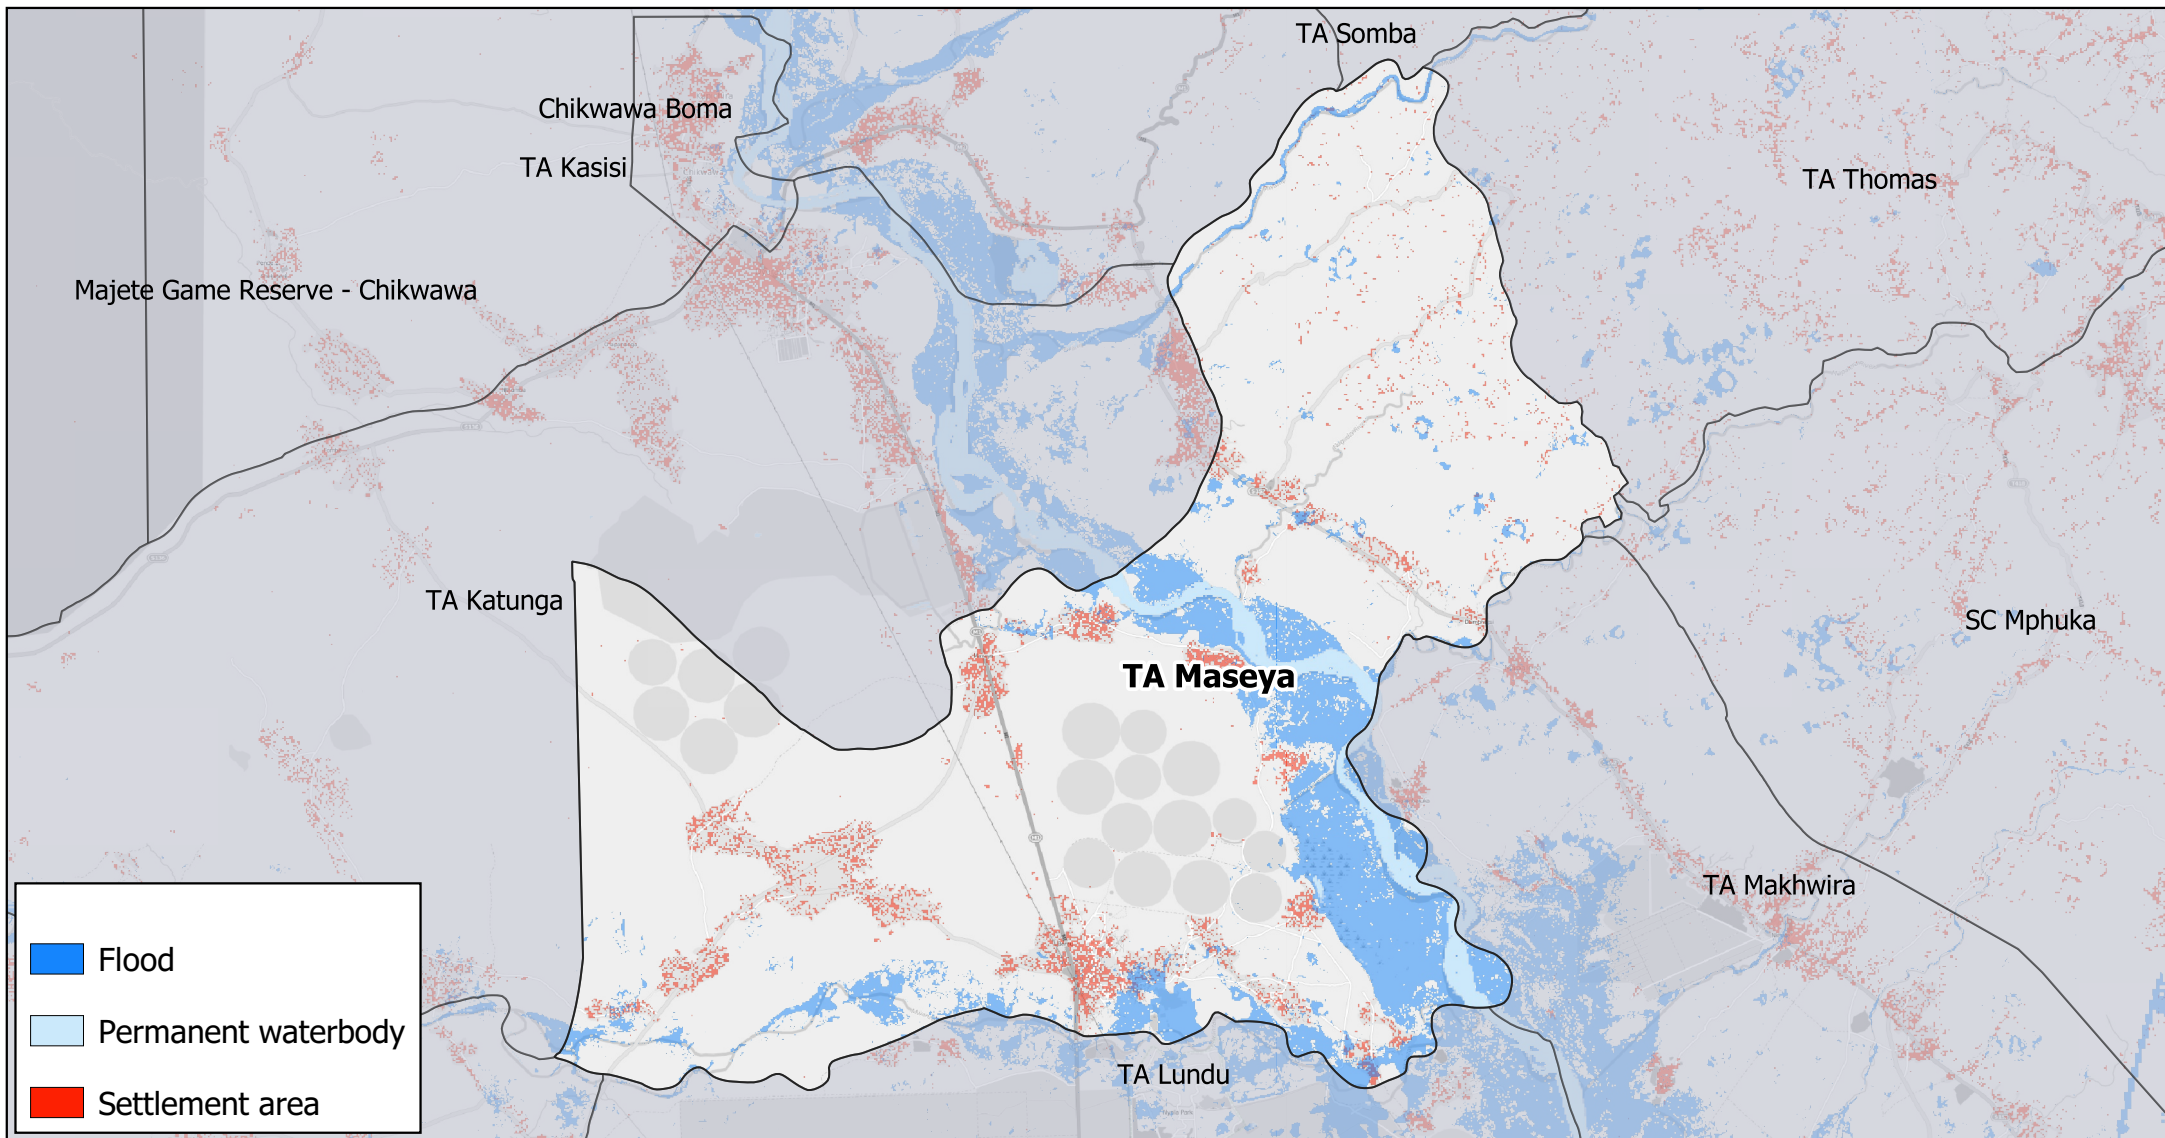 TA Somba
Chikwawa Boma
TA Kasisi
TA Thomas
Majete Game Reserve - Chikwawa
TA Katunga
SC Mphuka
TA Maseya
TA Makhwira
TA Lundu
Flood
Permanent waterbody
Settlement area